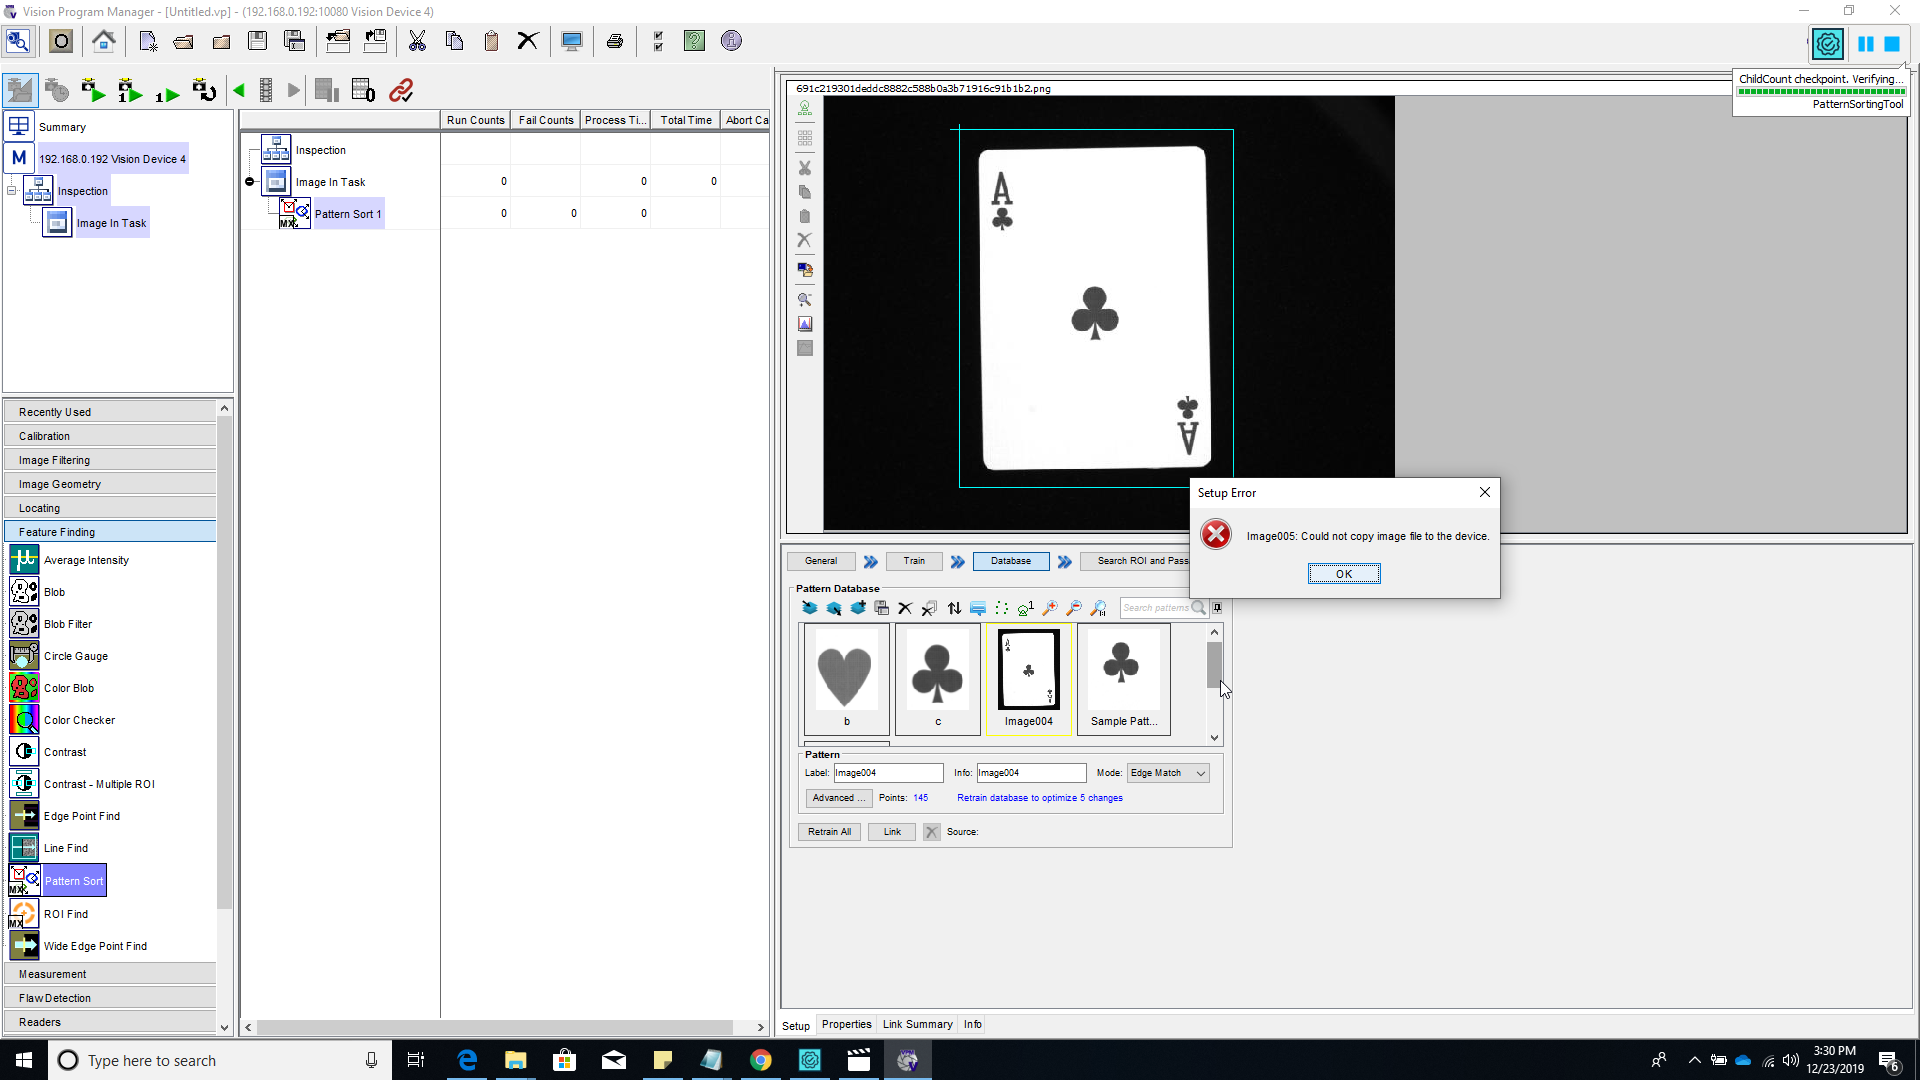 Vision Program Manager - [Untitled.vp] - (192.168.0.192:10080 Vision Device 4)
O
ChildCount checkpoint. Verifying...
PatternSortingTool
Summary
M
192.168.0.192 Vision Device 4
Inspection
Image In Task
Run Counts
Fail Counts
Process Ti...
Total Time
Abort Ca
Inspection
Image In Task
0
0
0
MX
Pattern Sort 1
0
0
0
691c219301deddc8882c588b0a3b71916c91b1b2.png
A
A
Recently Used
Calibration
Image Filtering
Image Geometry
Locating
Feature Finding
Average Intensity
Blob
Blob Filter
Circle Gauge
Color Blob
Color Checker
Contrast
Contrast - Multiple ROI
Edge Point Find
Line Find
MX
Pattern Sort
MX
ROI Find
Wide Edge Point Find
Measurement
Flaw Detection
Readers
Setup Error
Image005: Could not copy image file to the device.
OK
General
Train
Database
Search ROI and Pass
Pattern Database
Search patterns
b
c
Image004
Sample Patt...
Pattern
Label:
Image004
Info:
Image004
Mode:
Edge Match
Advanced ...
Points:
145
Retrain database to optimize 5 changes
Retrain All
Link
Source:
Setup
Properties
Link Summary
Info
Type here to search
3:30 PM
12/23/2019
6